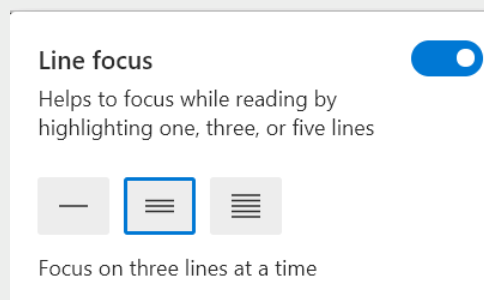 Line focus
Helps to focus while reading by
highlighting one, three, or five lines
Focus on three lines at a time